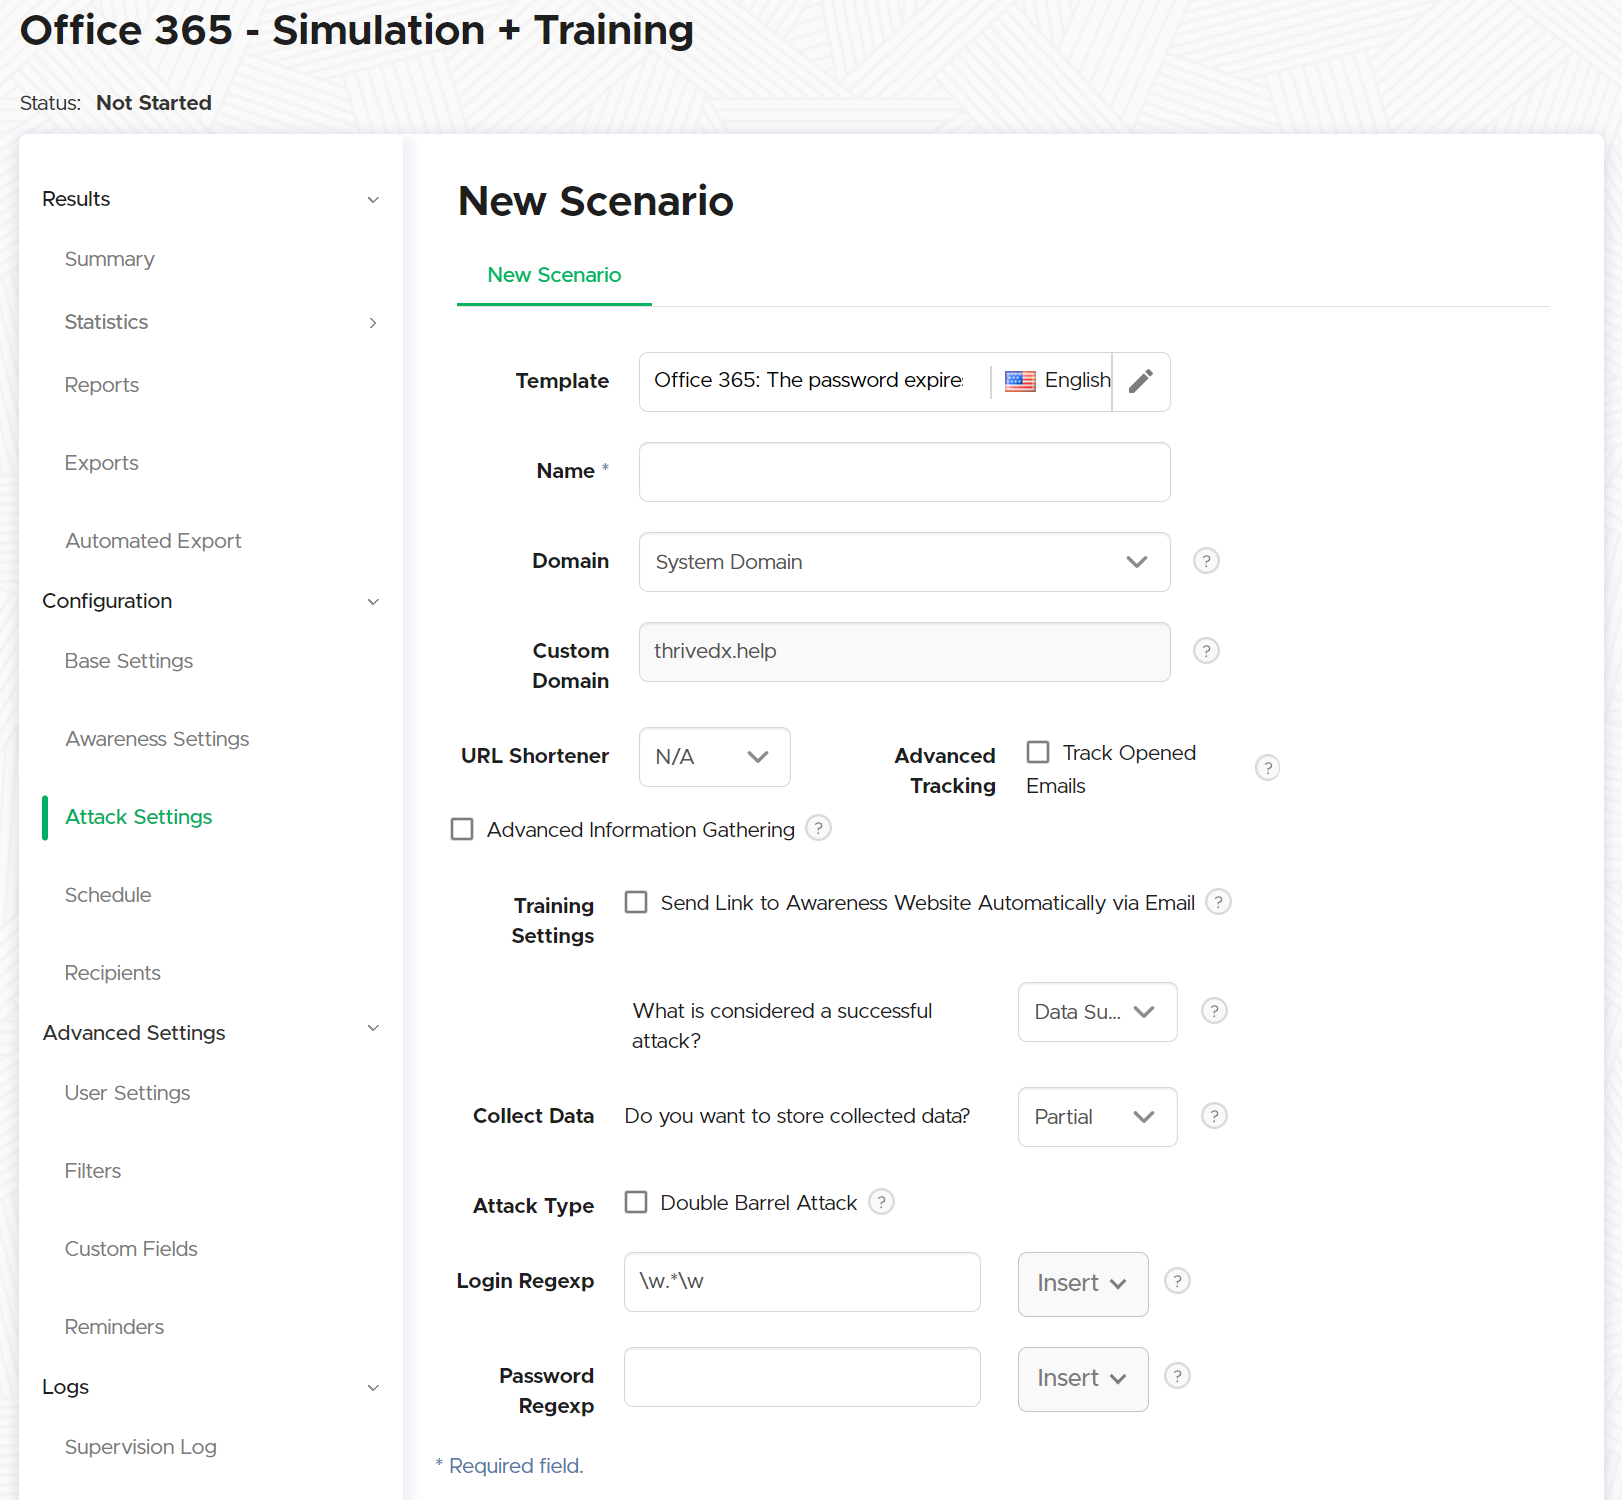 Office 365 - Simulation + Training
Status: Not Started
Results
Summary
Statistics
Reports
Exports
Automated Export
Configuration
Base Settings
Awareness Settings
Attack Settings
Schedule
Recipients
Advanced Settings
User Settings
Filters
Custom Fields
Reminders
Logs
Supervision Log
New Scenario
New Scenario
Template Office 365: The password expire English
Name *
Domain System Domain ?
Custom Domain thrivedx.help ?
URL Shortener N/A
Advanced Tracking Track Opened Emails ?
Advanced Information Gathering ?
Training Settings Send Link to Awareness Website Automatically via Email ?
What is considered a successful attack? Data Su... ?
Collect Data Do you want to store collected data? Partial ?
Attack Type Double Barrel Attack ?
Login Regexp \w.*\w Insert ?
Password Regexp Insert ?
* Required field.